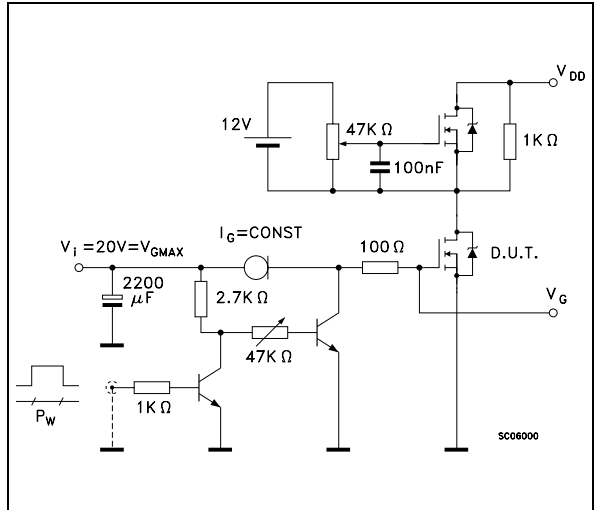 V DD
12V
47K Ω
1K Ω
100nF
I G =CONST
V i =20V=V GMAX
100 Ω
D.U.T.
2200
μF
2.7K Ω
V G
47K Ω
1K Ω
P W
SC06000